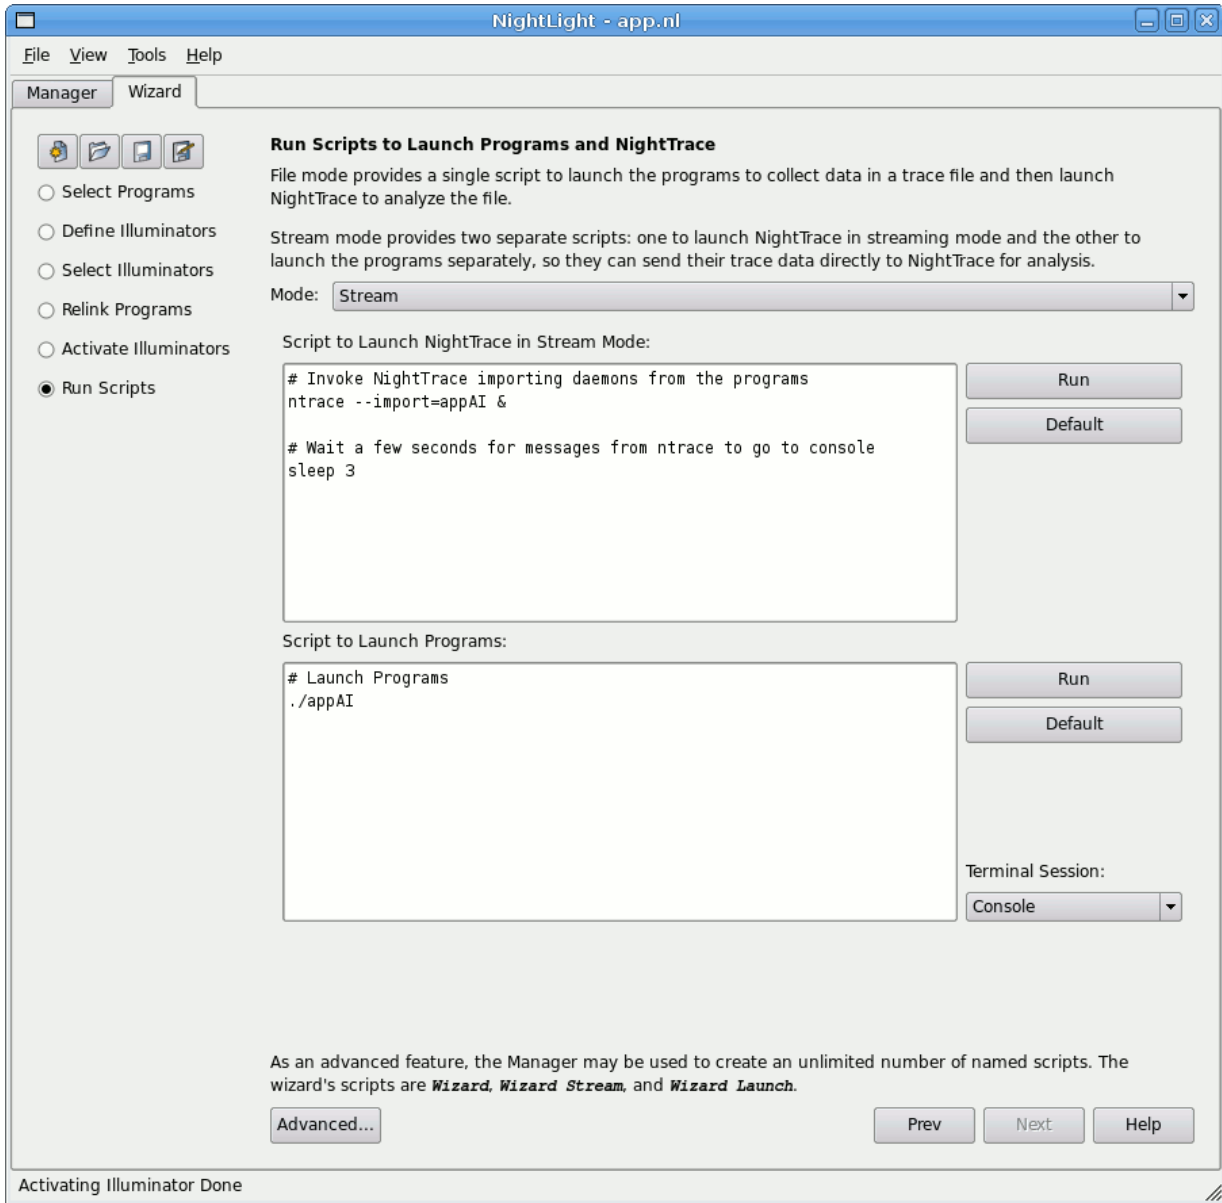 NightLight - app.nl
File View Tools Help
Manager Wizard
Select Programs
Define Illuminators
Select Illuminators
Relink Programs
Activate Illuminators
Run Scripts
Run Scripts to Launch Programs and NightTrace
File mode provides a single script to launch the programs to collect data in a trace file and then launch
NightTrace to analyze the file.
Stream mode provides two separate scripts: one to launch NightTrace in streaming mode and the other to
launch the programs separately, so they can send their trace data directly to NightTrace for analysis.
Mode: Stream
Script to Launch NightTrace in Stream Mode:
# Invoke NightTrace importing daemons from the programs
ntrace --import=appAI &
# Wait a few seconds for messages from ntrace to go to console
sleep 3
Run
Default
Script to Launch Programs:
# Launch Programs
./appAI
Run
Default
Terminal Session:
Console
As an advanced feature, the Manager may be used to create an unlimited number of named scripts. The
wizard's scripts are Wizard, Wizard Stream, and Wizard Launch.
Advanced... Prev Next Help
Activating Illuminator Done